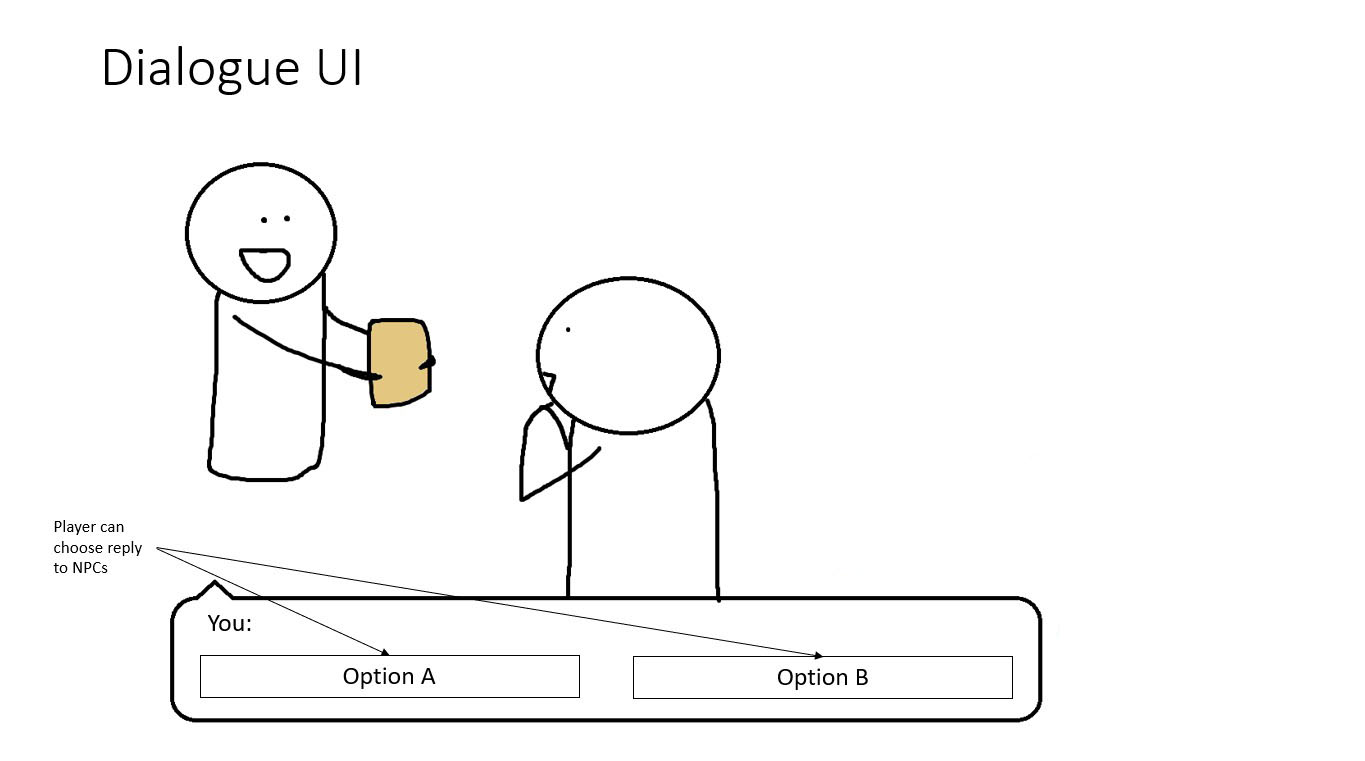 Dialogue UI
Player can
choose reply
to NPCs
You:
Option A
Option B